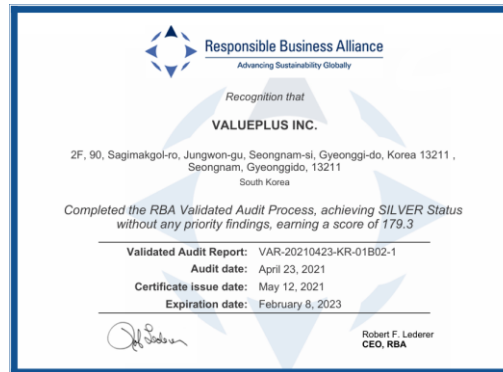 Responsible Business Alliance
Advancing Sustainability Globally
Recognition that
VALUEPLUS INC.
2F, 90, Sagimakgol-ro, Jungwon-gu, Seongnam-si, Gyeonggi-do, Korea 13211 ,
Seongnam, Gyeonggido, 13211
South Korea
Completed the RBA Validated Audit Process, achieving SILVER Status
without any priority findings, earning a score of 179.3
Validated Audit Report: VAR-20210423-KR-01B02-1
Audit date: April 23, 2021
Certificate issue date: May 12, 2021
Expiration date: February 8, 2023
Robert F. Lederer
CEO, RBA